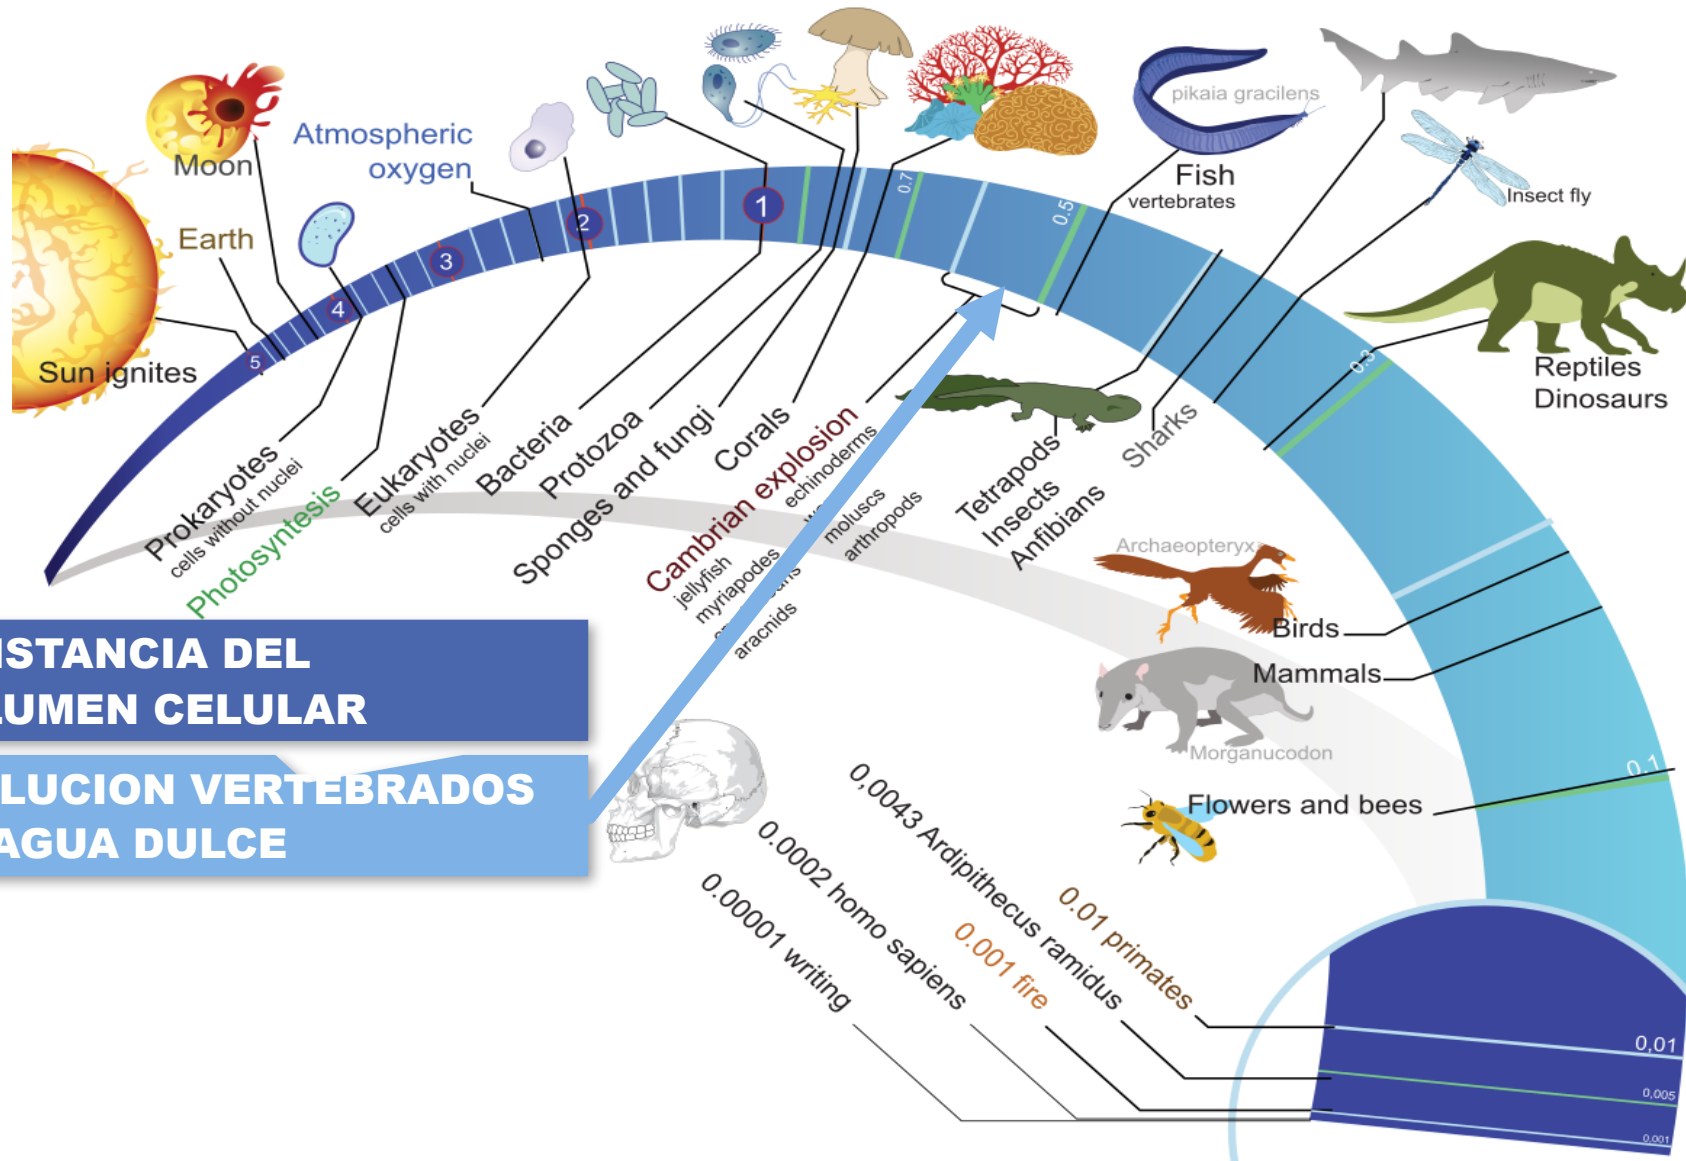 Moon
Atmospheric
oxygen
Earth
Sun ignites
5
4
3
2
1
0.7
0.5
0.3
0.1
pikaia gracilens
Fish
vertebrates
Insect fly
Reptiles
Dinosaurs
Prokaryotes
cells without nuclei
Photosyntesis
Eukaryotes
cells with nuclei
Bacteria
Protozoa
Sponges and fungi
Corals
Cambrian explosion
echinoderms
moluscs
arthropods
jellyfish
myriapodes
aracnids
Tetrapods
Insects
Anfibians
Sharks
Archaeopteryx
Birds
Mammals
Morganucodon
Flowers and bees
ISTANCIA DEL
LUMEN CELULAR
LUCION VERTEBRADOS
AGUA DULCE
0,0043 Ardipithecus ramidus
0.0002 homo sapiens
0.00001 writing
0.001 fire
0.01 primates
0,01
0,005
0,001